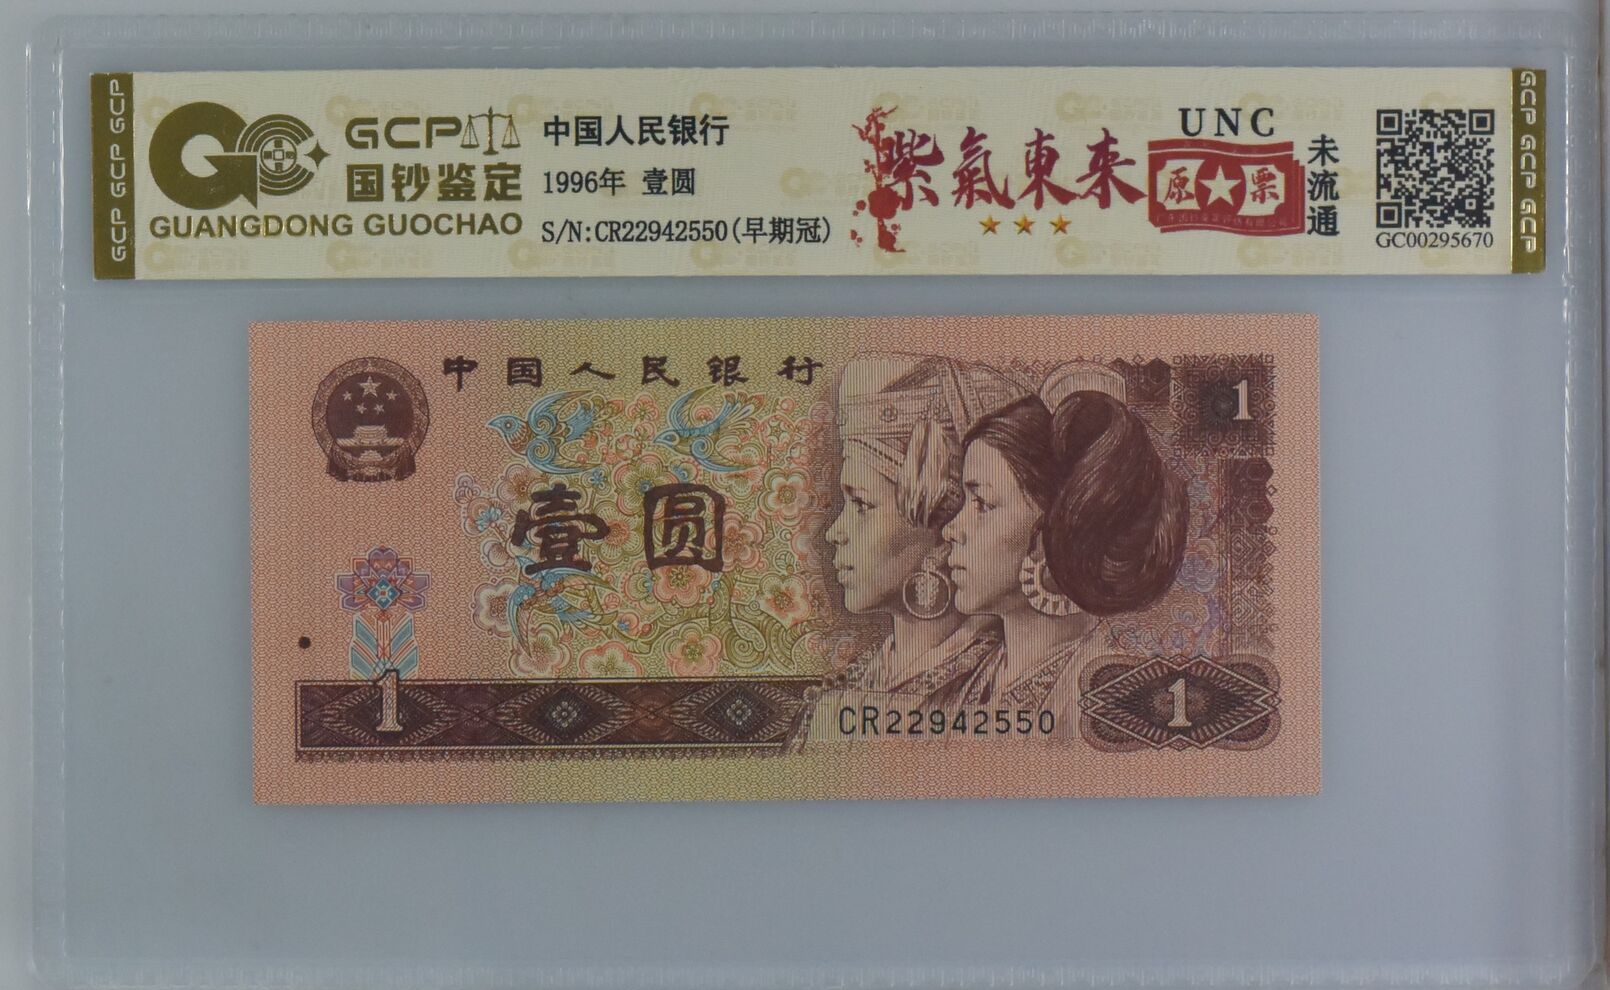 GCP GCP GCP
GCP
国钞鉴定
GUANGDONG GUOCHAO
中国人民银行
1996年 壹圆
S/N:CR22942550(早期冠)
紫氣東来
原票
UNC
未流通
GC00295670
GCP GCP GCP
中国人民银行
1
壹圆
1
CR22942550
1